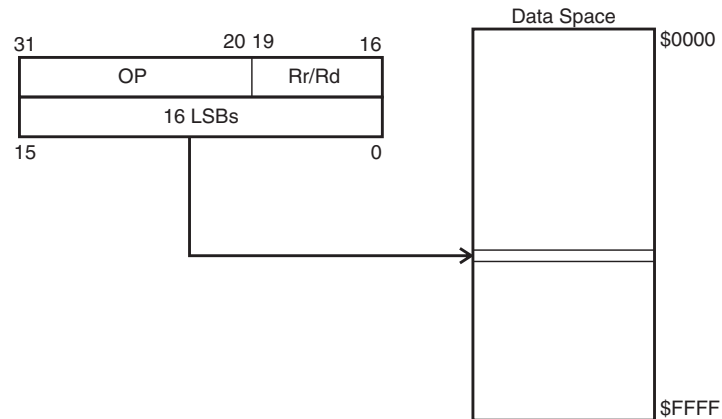 Data Space
31 20 19 16
$0000
OP Rr/Rd
16 LSBs
15 0
$FFFF